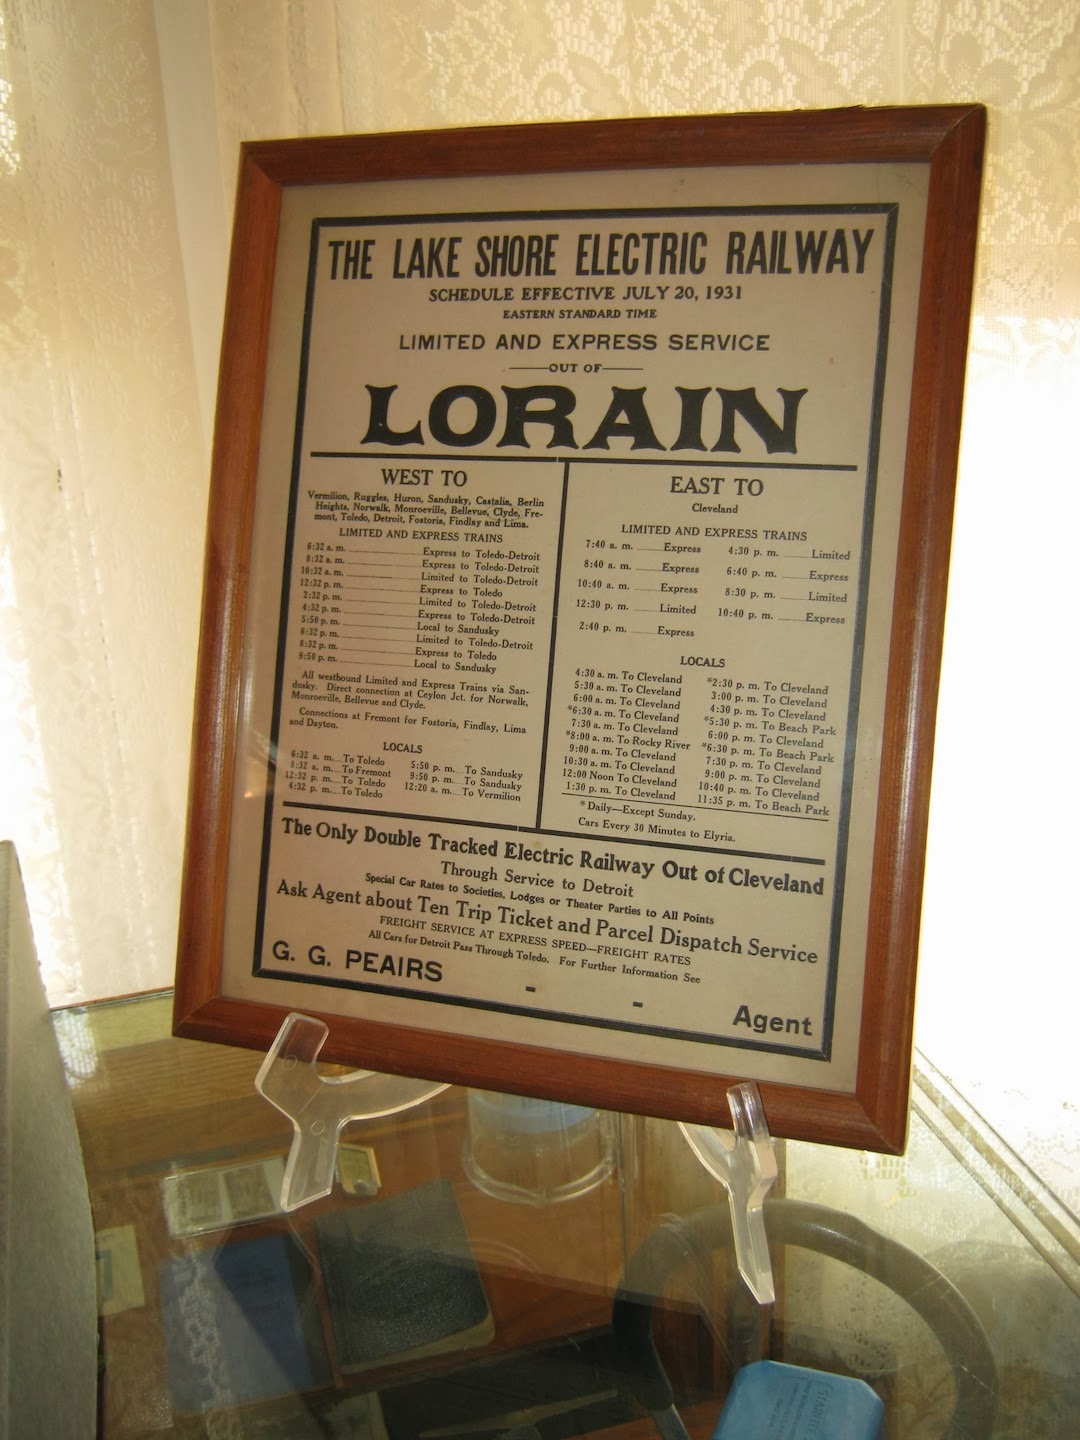 THE LAKE SHORE ELECTRIC RAILWAY
SCHEDULE EFFECTIVE JULY 20, 1931
EASTERN STANDARD TIME
LIMITED AND EXPRESS SERVICE
OUT OF
LORAIN
WEST TO
Vermilion, Ruggles, Huron, Sandusky, Castalia, Berlin
Heights, Norwalk, Monroeville, Bellevue, Clyde, Fre-
mont, Toledo, Detroit, Fostoria, Findlay and Lima.
LIMITED AND EXPRESS TRAINS
6:32 a. m. Express to Toledo-Detroit
8:32 a. m. Express to Toledo-Detroit
10:32 a. m. Limited to Toledo-Detroit
12:32 p. m. Express to Toledo
2:32 p. m. Limited to Toledo-Detroit
4:32 p. m. Express to Toledo-Detroit
5:50 p. m. Local to Sandusky
6:32 p. m. Limited to Toledo-Detroit
8:32 p. m. Express to Toledo
9:50 p. m. Local to Sandusky
All westbound Limited and Express Trains via San-
dusky. Direct connection at Ceylon Jct. for Norwalk,
Monroeville, Bellevue and Clyde.
Connections at Fremont for Fostoria, Findlay, Lima
and Dayton.
LOCALS
6:32 a. m. To Toledo
8:32 a. m. To Fremont
12:32 p. m. To Toledo
4:32 p. m. To Toledo
5:50 p. m. To Sandusky
9:50 p. m. To Sandusky
12:20 a. m. To Vermilion
EAST TO
Cleveland
LIMITED AND EXPRESS TRAINS
7:40 a. m. Express
8:40 a. m. Express
10:40 a. m. Express
12:30 p. m. Limited
2:40 p. m. Express
4:30 p. m. Limited
6:40 p. m. Express
8:30 p. m. Limited
10:40 p. m. Express
LOCALS
4:30 a. m. To Cleveland
5:30 a. m. To Cleveland
6:00 a. m. To Cleveland
*6:30 a. m. To Cleveland
7:30 a. m. To Cleveland
*8:00 a. m. To Rocky River
9:00 a. m. To Cleveland
10:30 a. m. To Cleveland
12:00 Noon To Cleveland
1:30 p. m. To Cleveland
*2:30 p. m. To Cleveland
3:00 p. m. To Cleveland
4:30 p. m. To Cleveland
*5:30 p. m. To Beach Park
6:00 p. m. To Cleveland
*6:30 p. m. To Beach Park
7:30 p. m. To Cleveland
9:00 p. m. To Cleveland
10:40 p. m. To Cleveland
11:35 p. m. To Beach Park
* Daily—Except Sunday.
Cars Every 30 Minutes to Elyria.
The Only Double Tracked Electric Railway Out of Cleveland
Through Service to Detroit
Special Car Rates to Societies, Lodges or Theater Parties to All Points
Ask Agent about Ten Trip Ticket and Parcel Dispatch Service
FREIGHT SERVICE AT EXPRESS SPEED—FREIGHT RATES
All Cars for Detroit Pass Through Toledo. For Further Information See
G. G. PEAIRS - - Agent